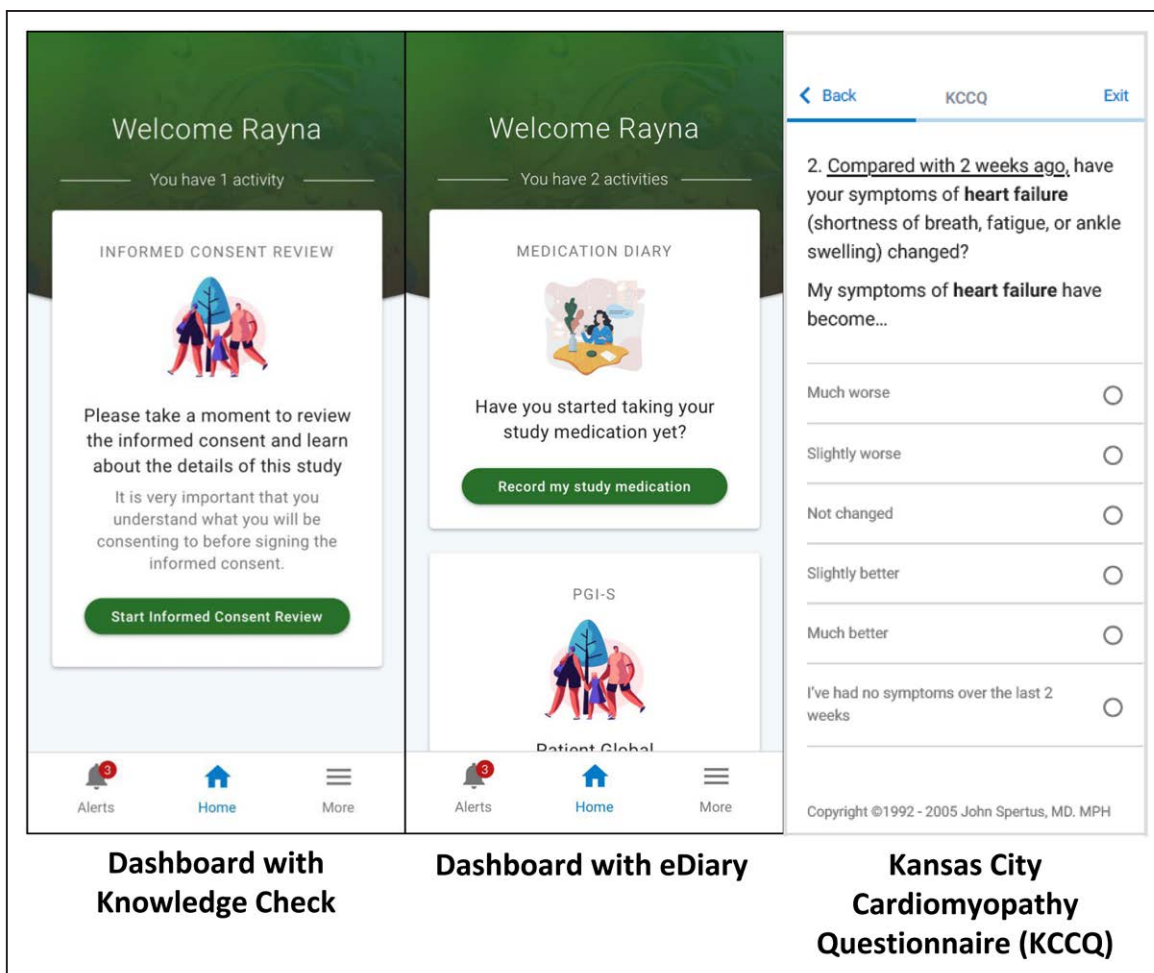 Welcome Rayna
You have 1 activity
INFORMED CONSENT REVIEW
Please take a moment to review
the informed consent and learn
about the details of this study
It is very important that you
understand what you will be
consenting to before signing the
informed consent.
Start Informed Consent Review
3
Alerts
Home
More
Dashboard with
Knowledge Check
Welcome Rayna
You have 2 activities
MEDICATION DIARY
Have you started taking your
study medication yet?
Record my study medication
PGI-S
Patient Global
3
Alerts
Home
More
Dashboard with eDiary
Back
KCCQ
Exit
2. Compared with 2 weeks ago, have
your symptoms of heart failure
(shortness of breath, fatigue, or ankle
swelling) changed?
My symptoms of heart failure have
become...
Much worse
Slightly worse
Not changed
Slightly better
Much better
I've had no symptoms over the last 2
weeks
Copyright ©1992 - 2005 John Spertus, MD. MPH
Kansas City
Cardiomyopathy
Questionnaire (KCCQ)